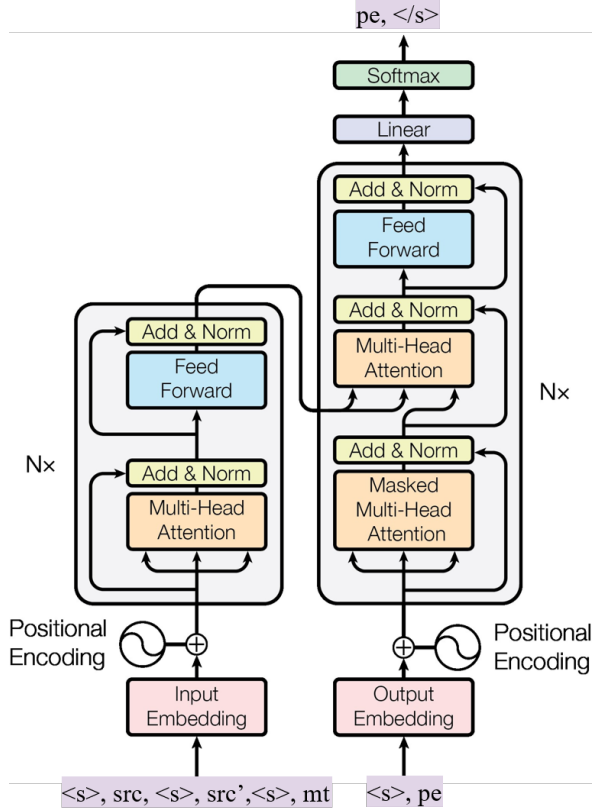 pe, </s>
Softmax
Linear
Add & Norm
Feed
Forward
Add & Norm
Multi-Head
Attention
Add & Norm
Masked
Multi-Head
Attention
N×
Add & Norm
Feed
Forward
Add & Norm
Multi-Head
Attention
N×
Positional
Encoding
Positional
Encoding
Input
Embedding
Output
Embedding
<s>, src, <s>, src’,<s>, mt
<s>, pe